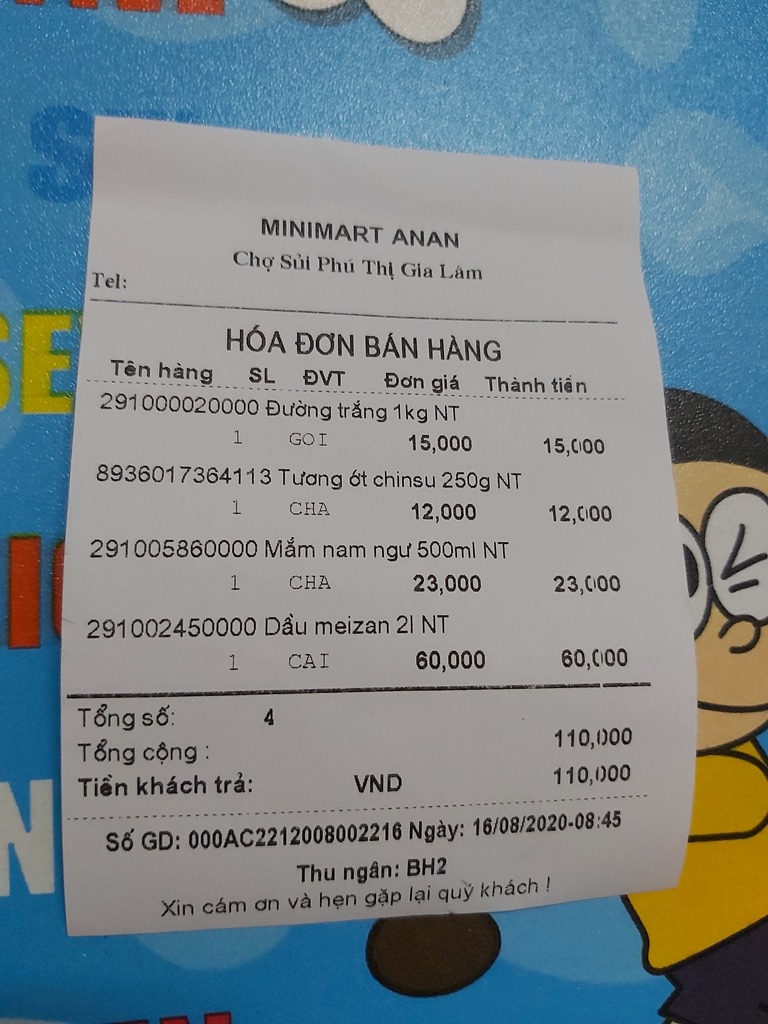 MINIMART ANAN
Chợ Sủi Phú Thị Gia Lâm
Tel:
HÓA ĐƠN BÁN HÀNG
Tên hàng SL ĐVT Đơn giá Thành tiền
291000020000 Đường trắng 1kg NT
1 GOI 15,000 15,000
8936017364113 Tương ớt chinsu 250g NT
1 CHA 12,000 12,000
291005860000 Mắm nam ngư 500ml NT
1 CHA 23,000 23,000
291002450000 Dầu meizan 2l NT
1 CAI 60,000 60,000
Tổng số: 4
Tổng cộng : 110,000
Tiền khách trả: VND 110,000
Số GD: 000AC2212008002216 Ngày: 16/08/2020-08:45
Thu ngân: BH2
Xin cám ơn và hẹn gặp lại quý khách !